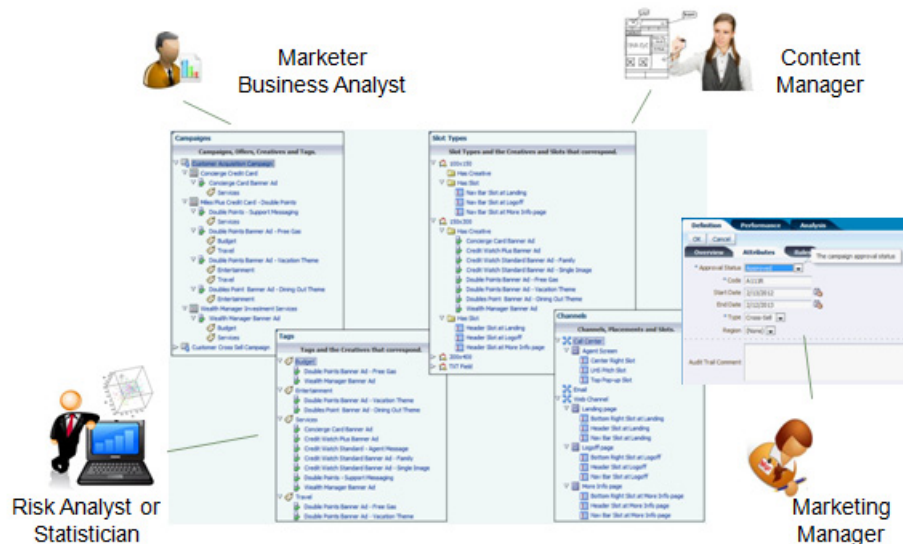 Marketer
Business Analyst
Content
Manager
Campaigns
Campaigns, Offers, Creatives and Tags.
Customer Acquisition Campaign
Concierge Credit Card
Concierge Card Banner Ad
Services
Miles Plus Credit Card - Double Points
Double Points - Support Messaging
Services
Double Points Banner Ad - Free Gas
Budget
Travel
Double Points Banner Ad - Vacation Theme
Entertainment
Travel
Doubles Point Banner Ad - Dining Out Theme
Entertainment
Wealth Manager Investment Services
Wealth Manager Banner Ad
Budget
Services
Customer Cross Sell Campaign
Slot Types
Slot Types and the Creatives and Slots that correspond.
100x150
Has Creative
Has Slot
Nav Bar Slot at Landing
Nav Bar Slot at Logoff
Nav Bar Slot at More Info page
150x300
Has Creative
Concierge Card Banner Ad
Credit Watch Plus Banner Ad
Credit Watch Standard Banner Ad - Family
Credit Watch Standard Banner Ad - Single Image
Double Points Banner Ad - Free Gas
Double Points Banner Ad - Vacation Theme
Doubles Point Banner Ad - Dining Out Theme
Wealth Manager Banner Ad
Has Slot
Header Slot at Landing
Header Slot at Logoff
Header Slot at More Info page
300x400
TXT Field
Definition Performance Analysis
OK Cancel
Overview Attributes Rules
The campaign approval status
* Approval Status Approved
* Code A1135
Start Date 2/13/2012
End Date 2/12/2013
* Type Cross-Sell
Region (None)
Audit Trail Comment
Tags
Tags and the Creatives that correspond.
Budget
Double Points Banner Ad - Free Gas
Wealth Manager Banner Ad
Entertainment
Double Points Banner Ad - Vacation Theme
Doubles Point Banner Ad - Dining Out Theme
Services
Concierge Card Banner Ad
Credit Watch Plus Banner Ad
Credit Watch Standard - Agent Message
Credit Watch Standard Banner Ad - Family
Credit Watch Standard Banner Ad - Single Image
Double Points - Support Messaging
Wealth Manager Banner Ad
Travel
Double Points Banner Ad - Free Gas
Double Points Banner Ad - Vacation Theme
Channels
Channels, Placements and Slots.
Call Center
Agent Screen
Center Right Slot
LHS Pitch Slot
Top Pop-up Slot
Email
Web Channel
Landing page
Bottom Right Slot at Landing
Header Slot at Landing
Nav Bar Slot at Landing
Logoff page
Bottom Right Slot at Logoff
Header Slot at Logoff
Nav Bar Slot at Logoff
More Info page
Bottom Right Slot at More Info page
Header Slot at More Info page
Nav Bar Slot at More Info page
Risk Analyst or
Statistician
Marketing
Manager